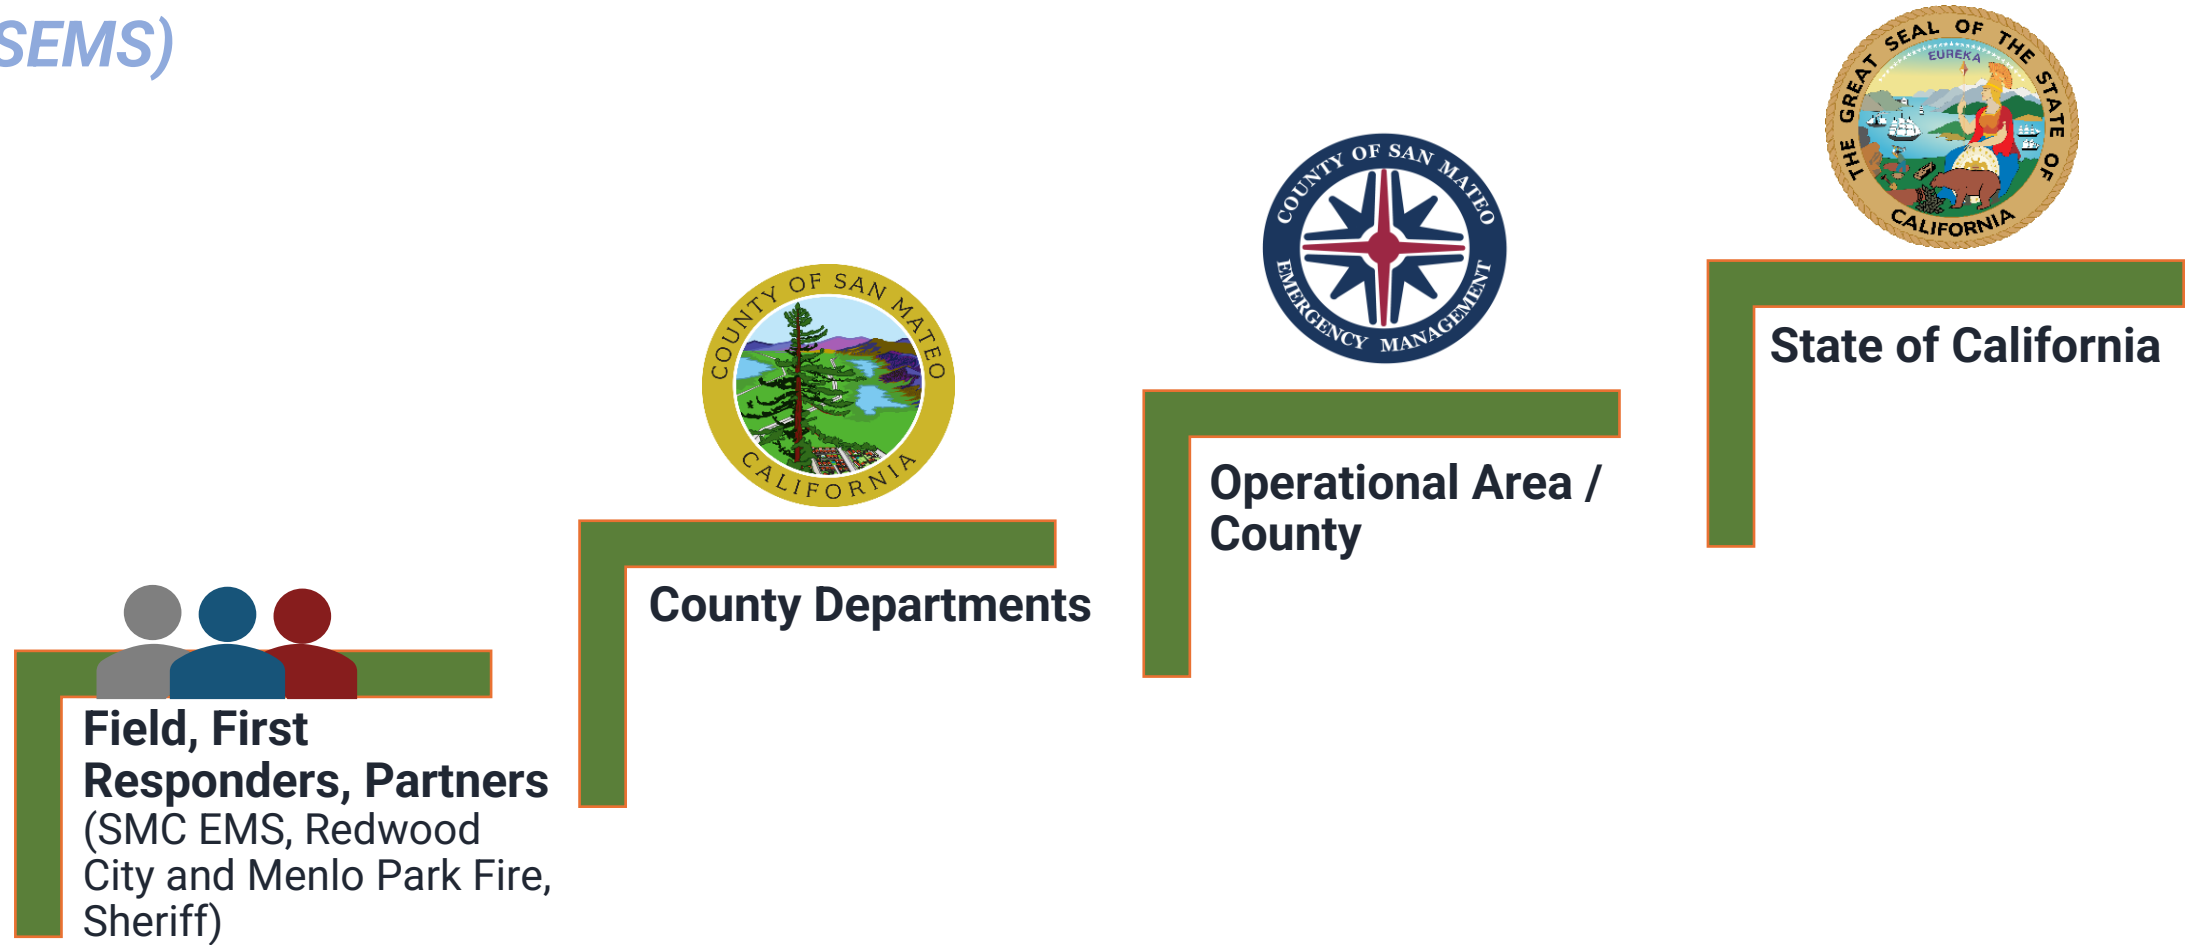 SEMS)
THE GREAT SEAL OF THE STATE OF
EUREKA
CALIFORNIA
State of California
COUNTY OF SAN MATEO
EMERGENCY MANAGEMENT
Operational Area /
County
COUNTY OF SAN MATEO
CALIFORNIA
County Departments
Field, First
Responders, Partners
(SMC EMS, Redwood
City and Menlo Park Fire,
Sheriff)